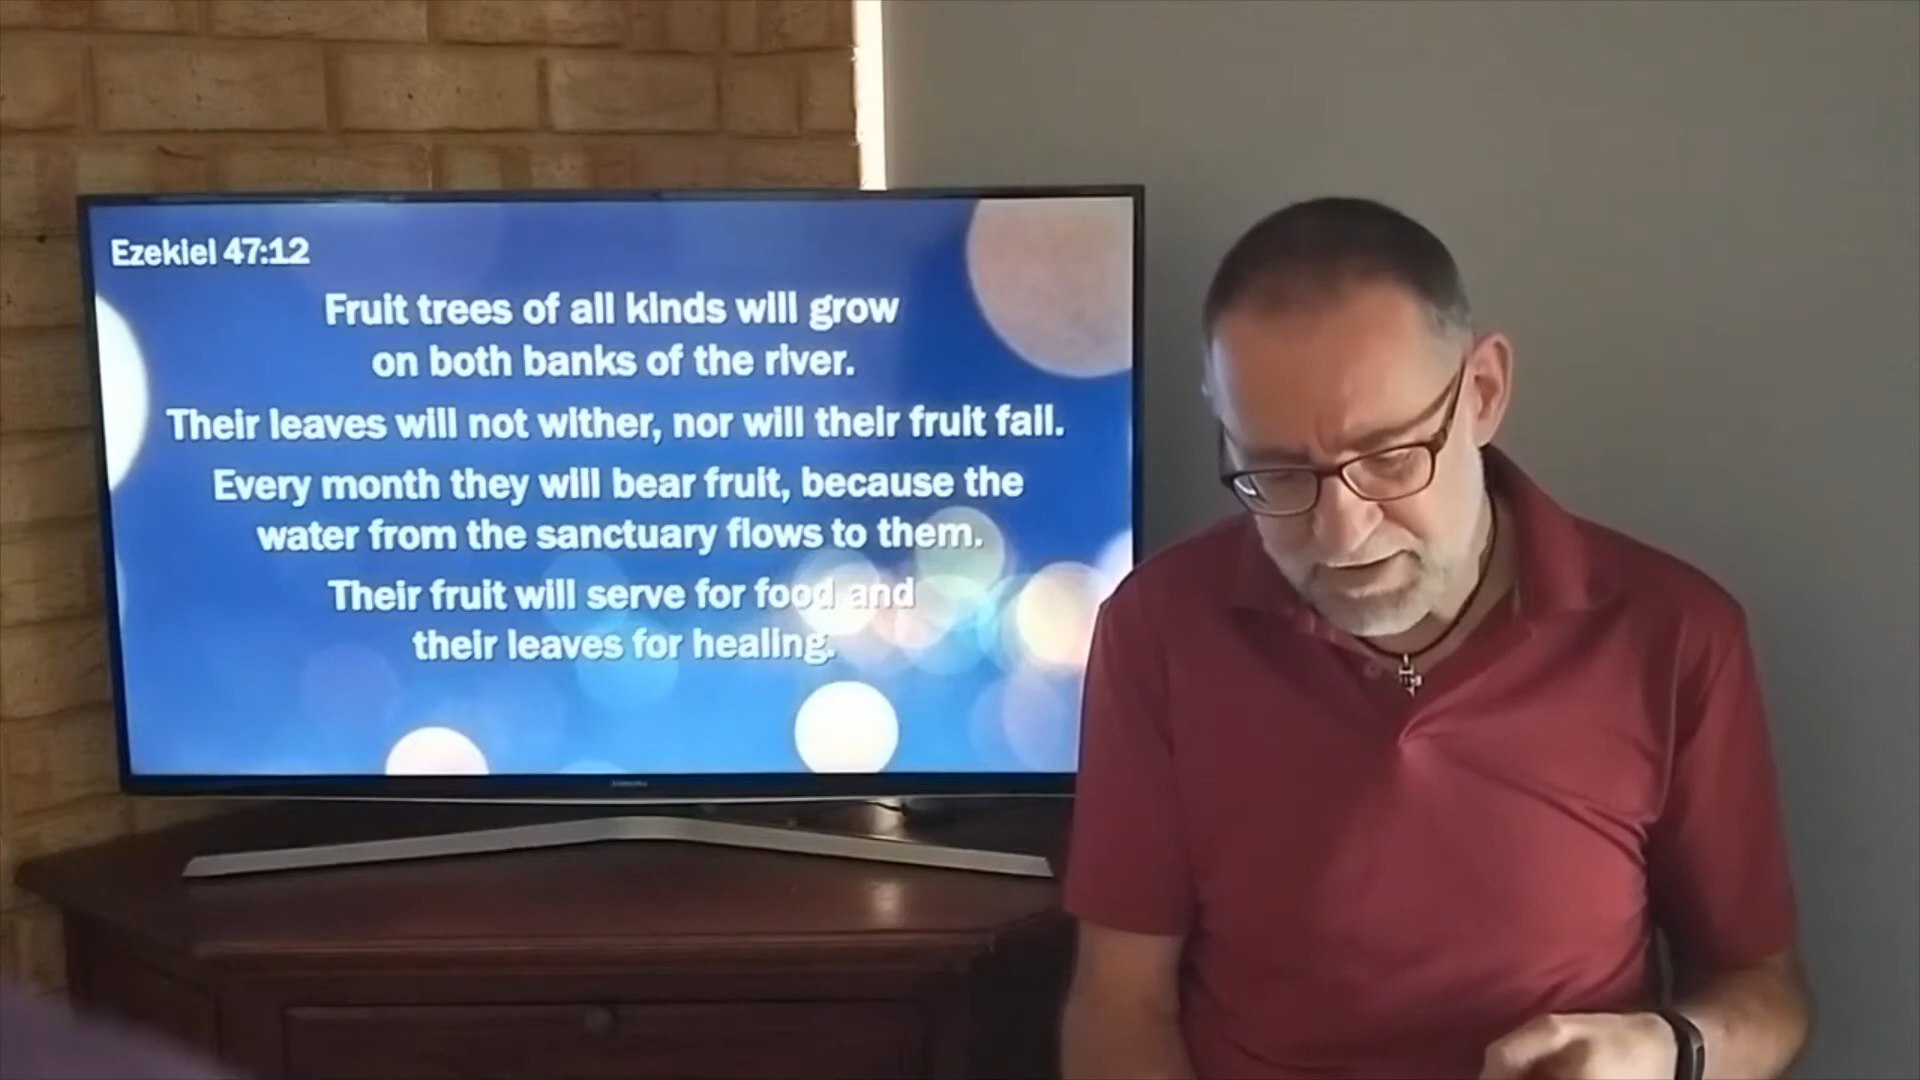 Ezekiel 47:12
Fruit trees of all kinds will grow
on both banks of the river.
Their leaves will not wither, nor will their fruit fail.
Every month they will bear fruit, because the
water from the sanctuary flows to them.
Their fruit will serve for food and
their leaves for healing.
SAMSUNG